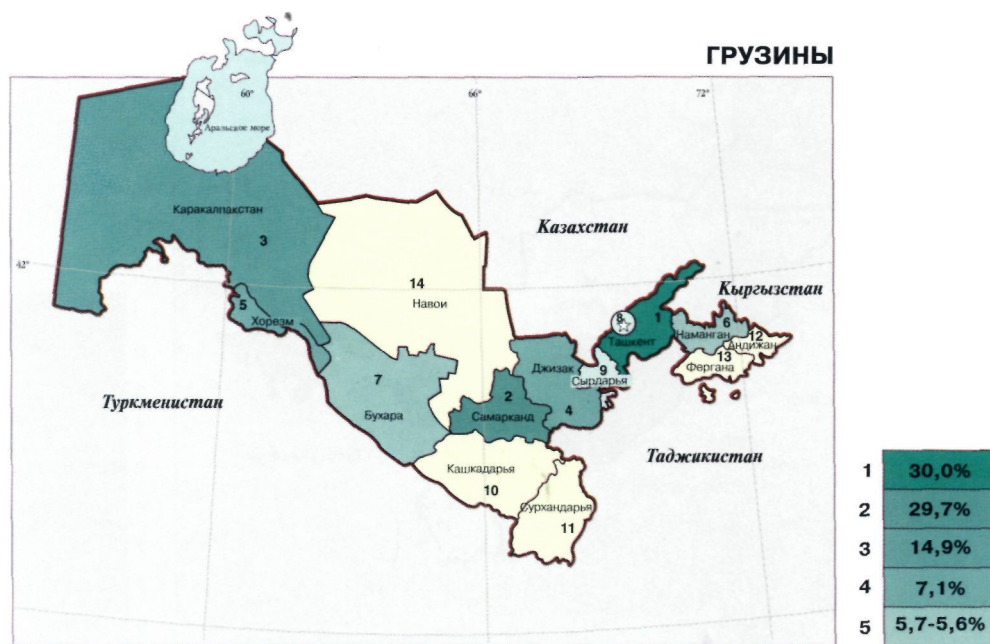 ГРУЗИНЫ
60°
66°
72°
Аральское море
0°
Каракалпакстан
3
Казахстан
42°
14
Навои
Кыргызстан
5
Хорезм
8
1
Ташкент
6
Наманган
12
Андижан
13
Фергана
7
Бухара
Джизак
9
Сырдарья
2
Самарканд
4
Туркменистан
Таджикистан
Кашкадарья
10
Сурхандарья
11
1 30,0%
2 29,7%
3 14,9%
4 7,1%
5 5,7-5,6%